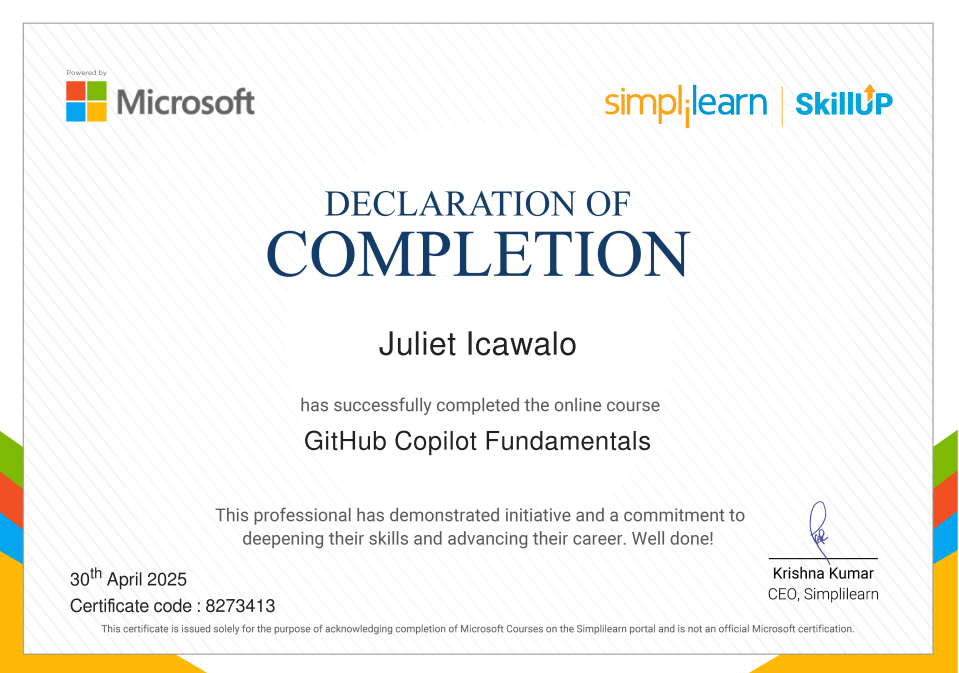 Powered by
Microsoft
simplilearn | SkillUP
DECLARATION OF
COMPLETION
Juliet Icawalo
has successfully completed the online course
GitHub Copilot Fundamentals
This professional has demonstrated initiative and a commitment to
deepening their skills and advancing their career. Well done!
30th April 2025
Certificate code : 8273413
Krishna Kumar
CEO, Simplilearn
This certificate is issued solely for the purpose of acknowledging completion of Microsoft Courses on the Simplilearn portal and is not an official Microsoft certification.